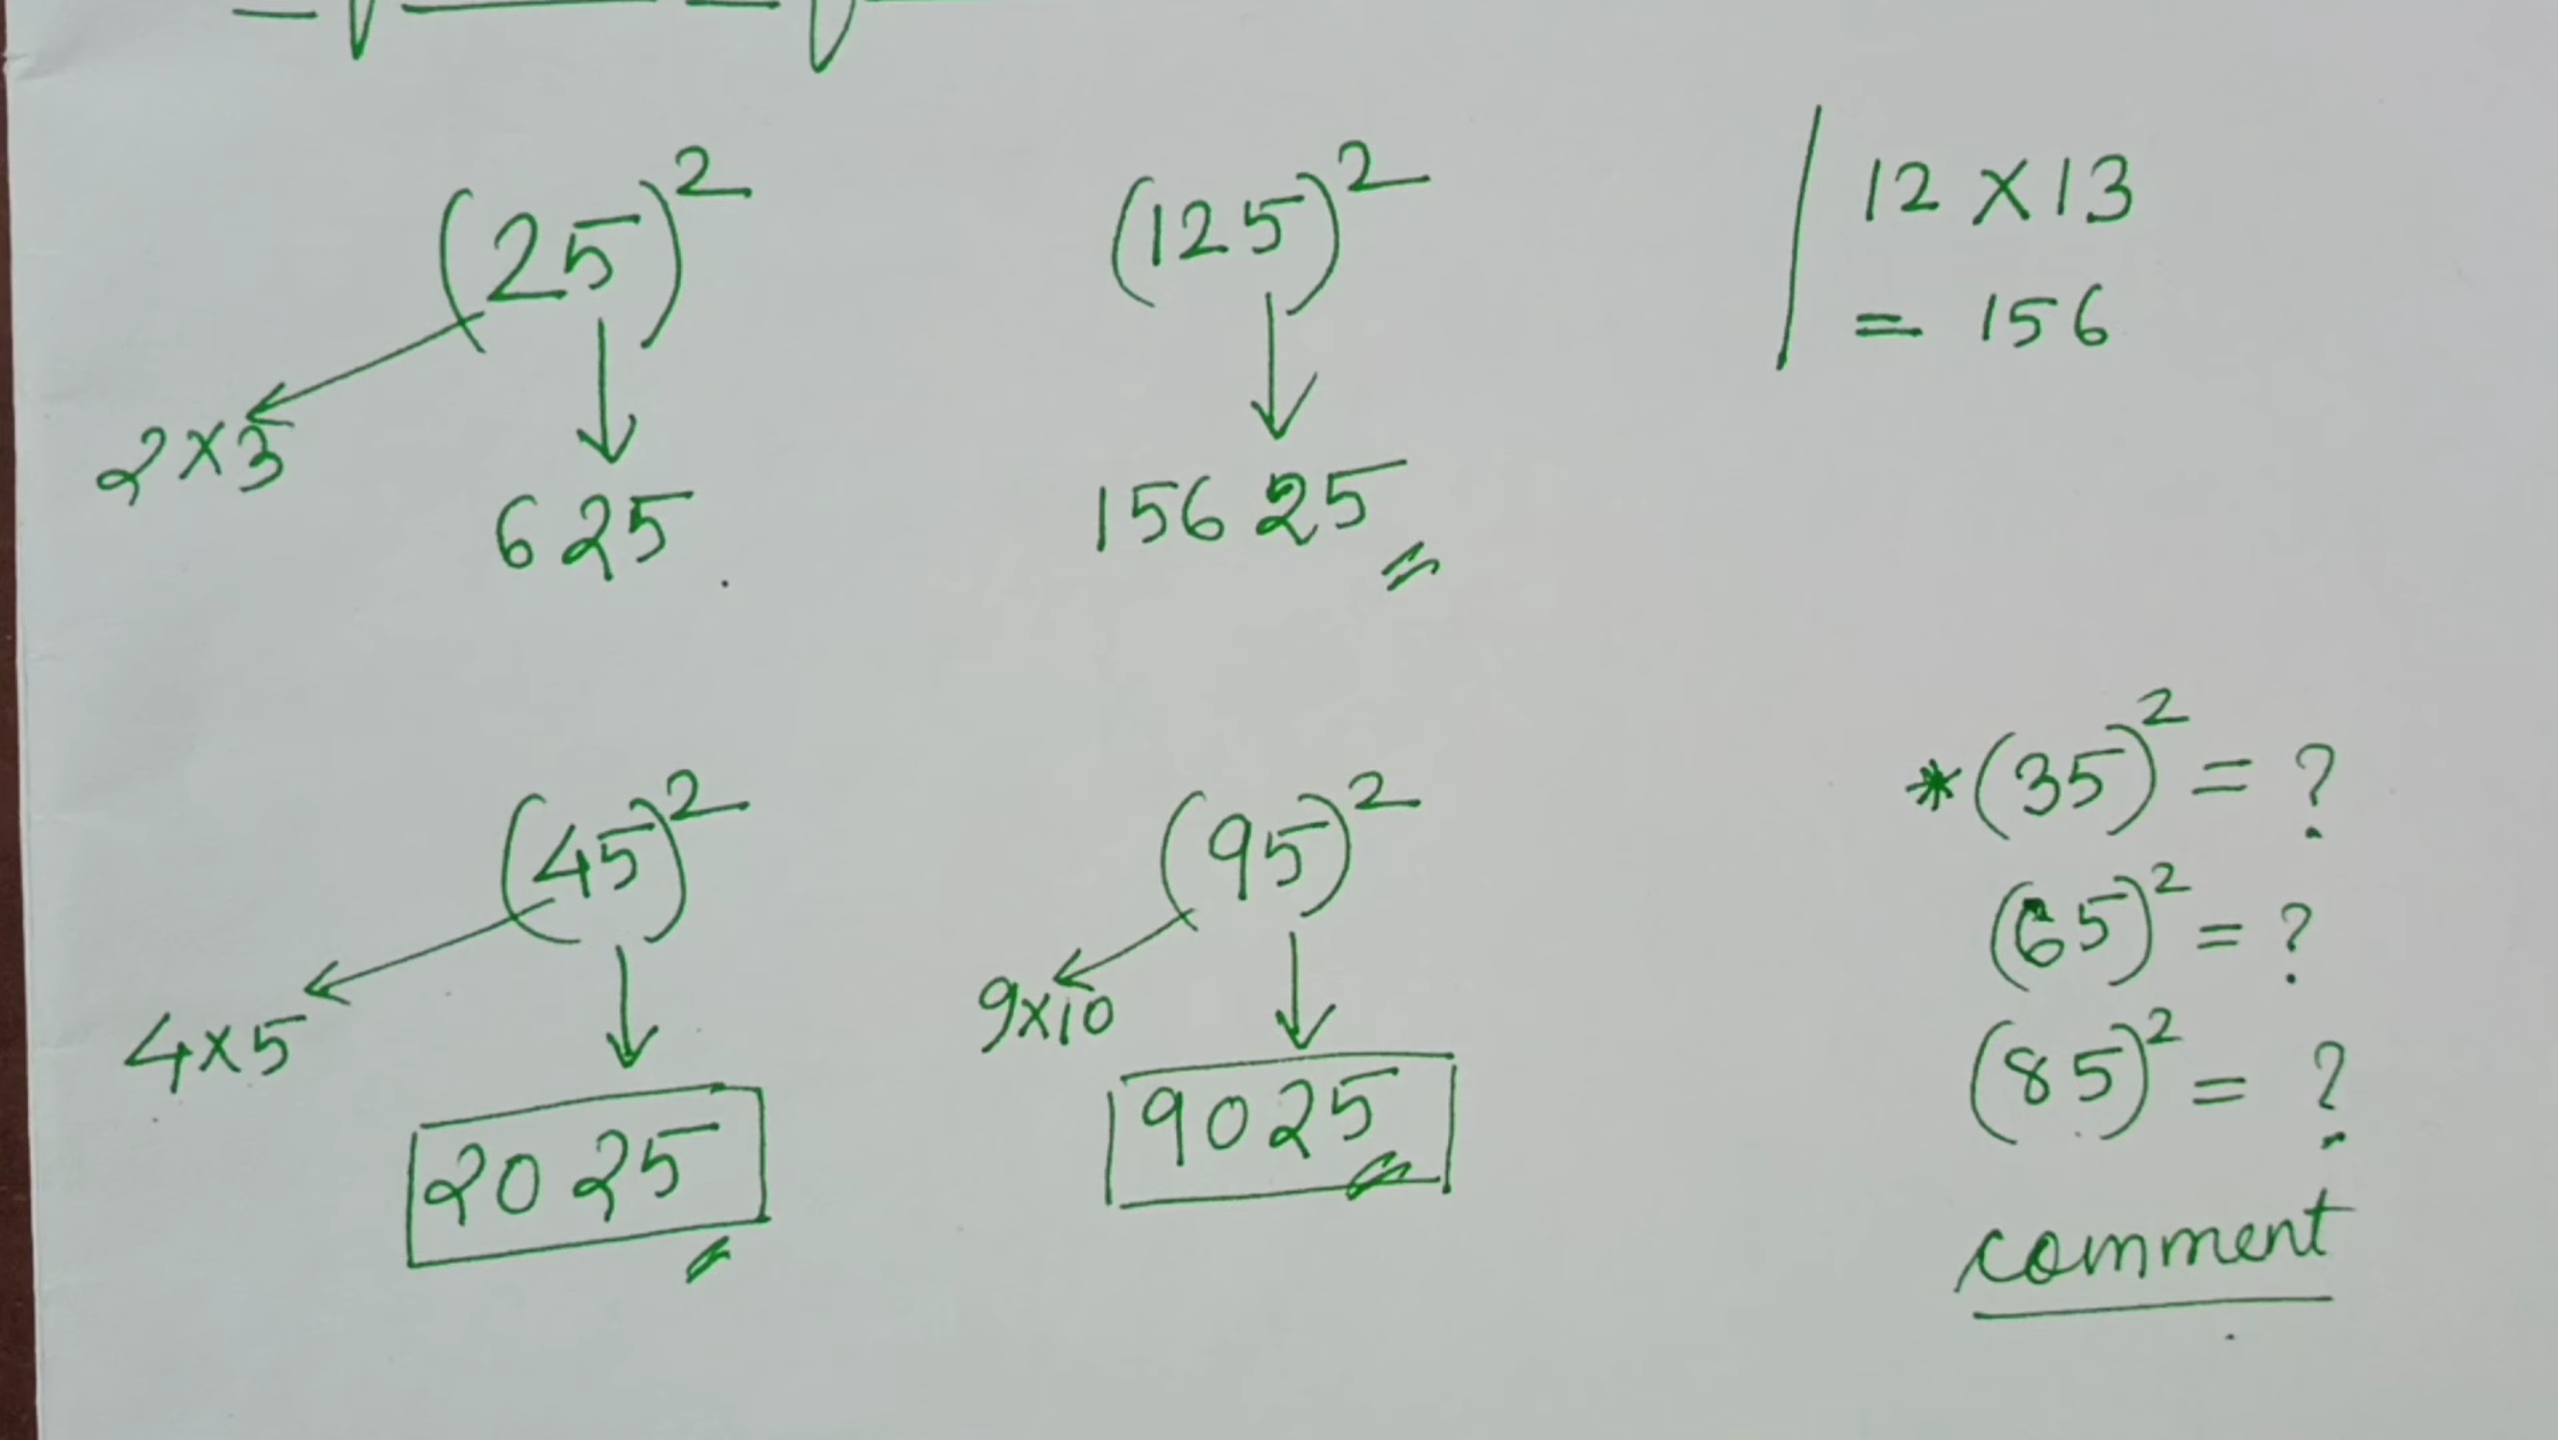 (25)² (125)² 12 × 13
= 156
2×3
625 15625
(45)² (95)² * (35)² = ?
(65)² = ?
4×5 9×10 (85)² = ?
2025 9025
comment